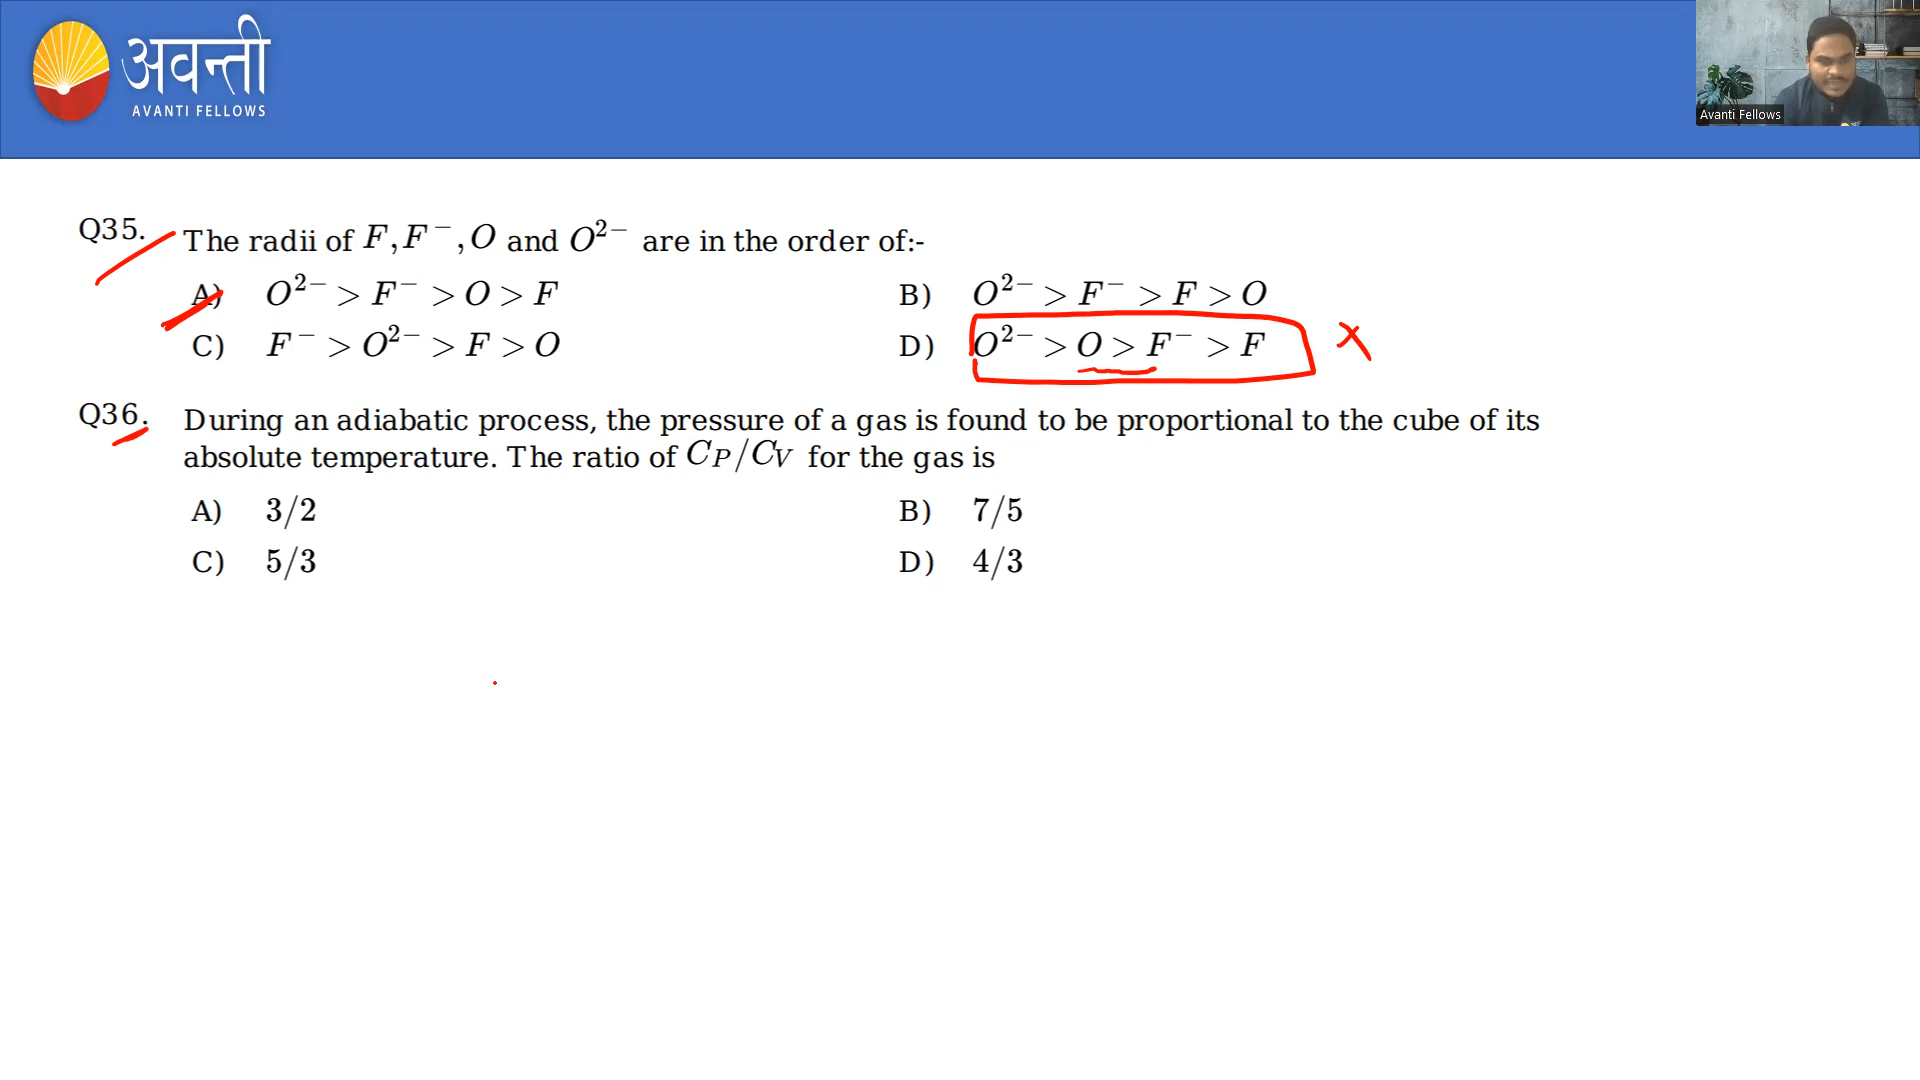 अवन्ती
AVANTI FELLOWS
Avanti Fellows
Q35. The radii of F, F⁻, O and O²⁻ are in the order of:-
A) O²⁻ > F⁻ > O > F B) O²⁻ > F⁻ > F > O
C) F⁻ > O²⁻ > F > O D) O²⁻ > O > F⁻ > F X
Q36. During an adiabatic process, the pressure of a gas is found to be proportional to the cube of its
absolute temperature. The ratio of C_P/C_V for the gas is
A) 3/2 B) 7/5
C) 5/3 D) 4/3